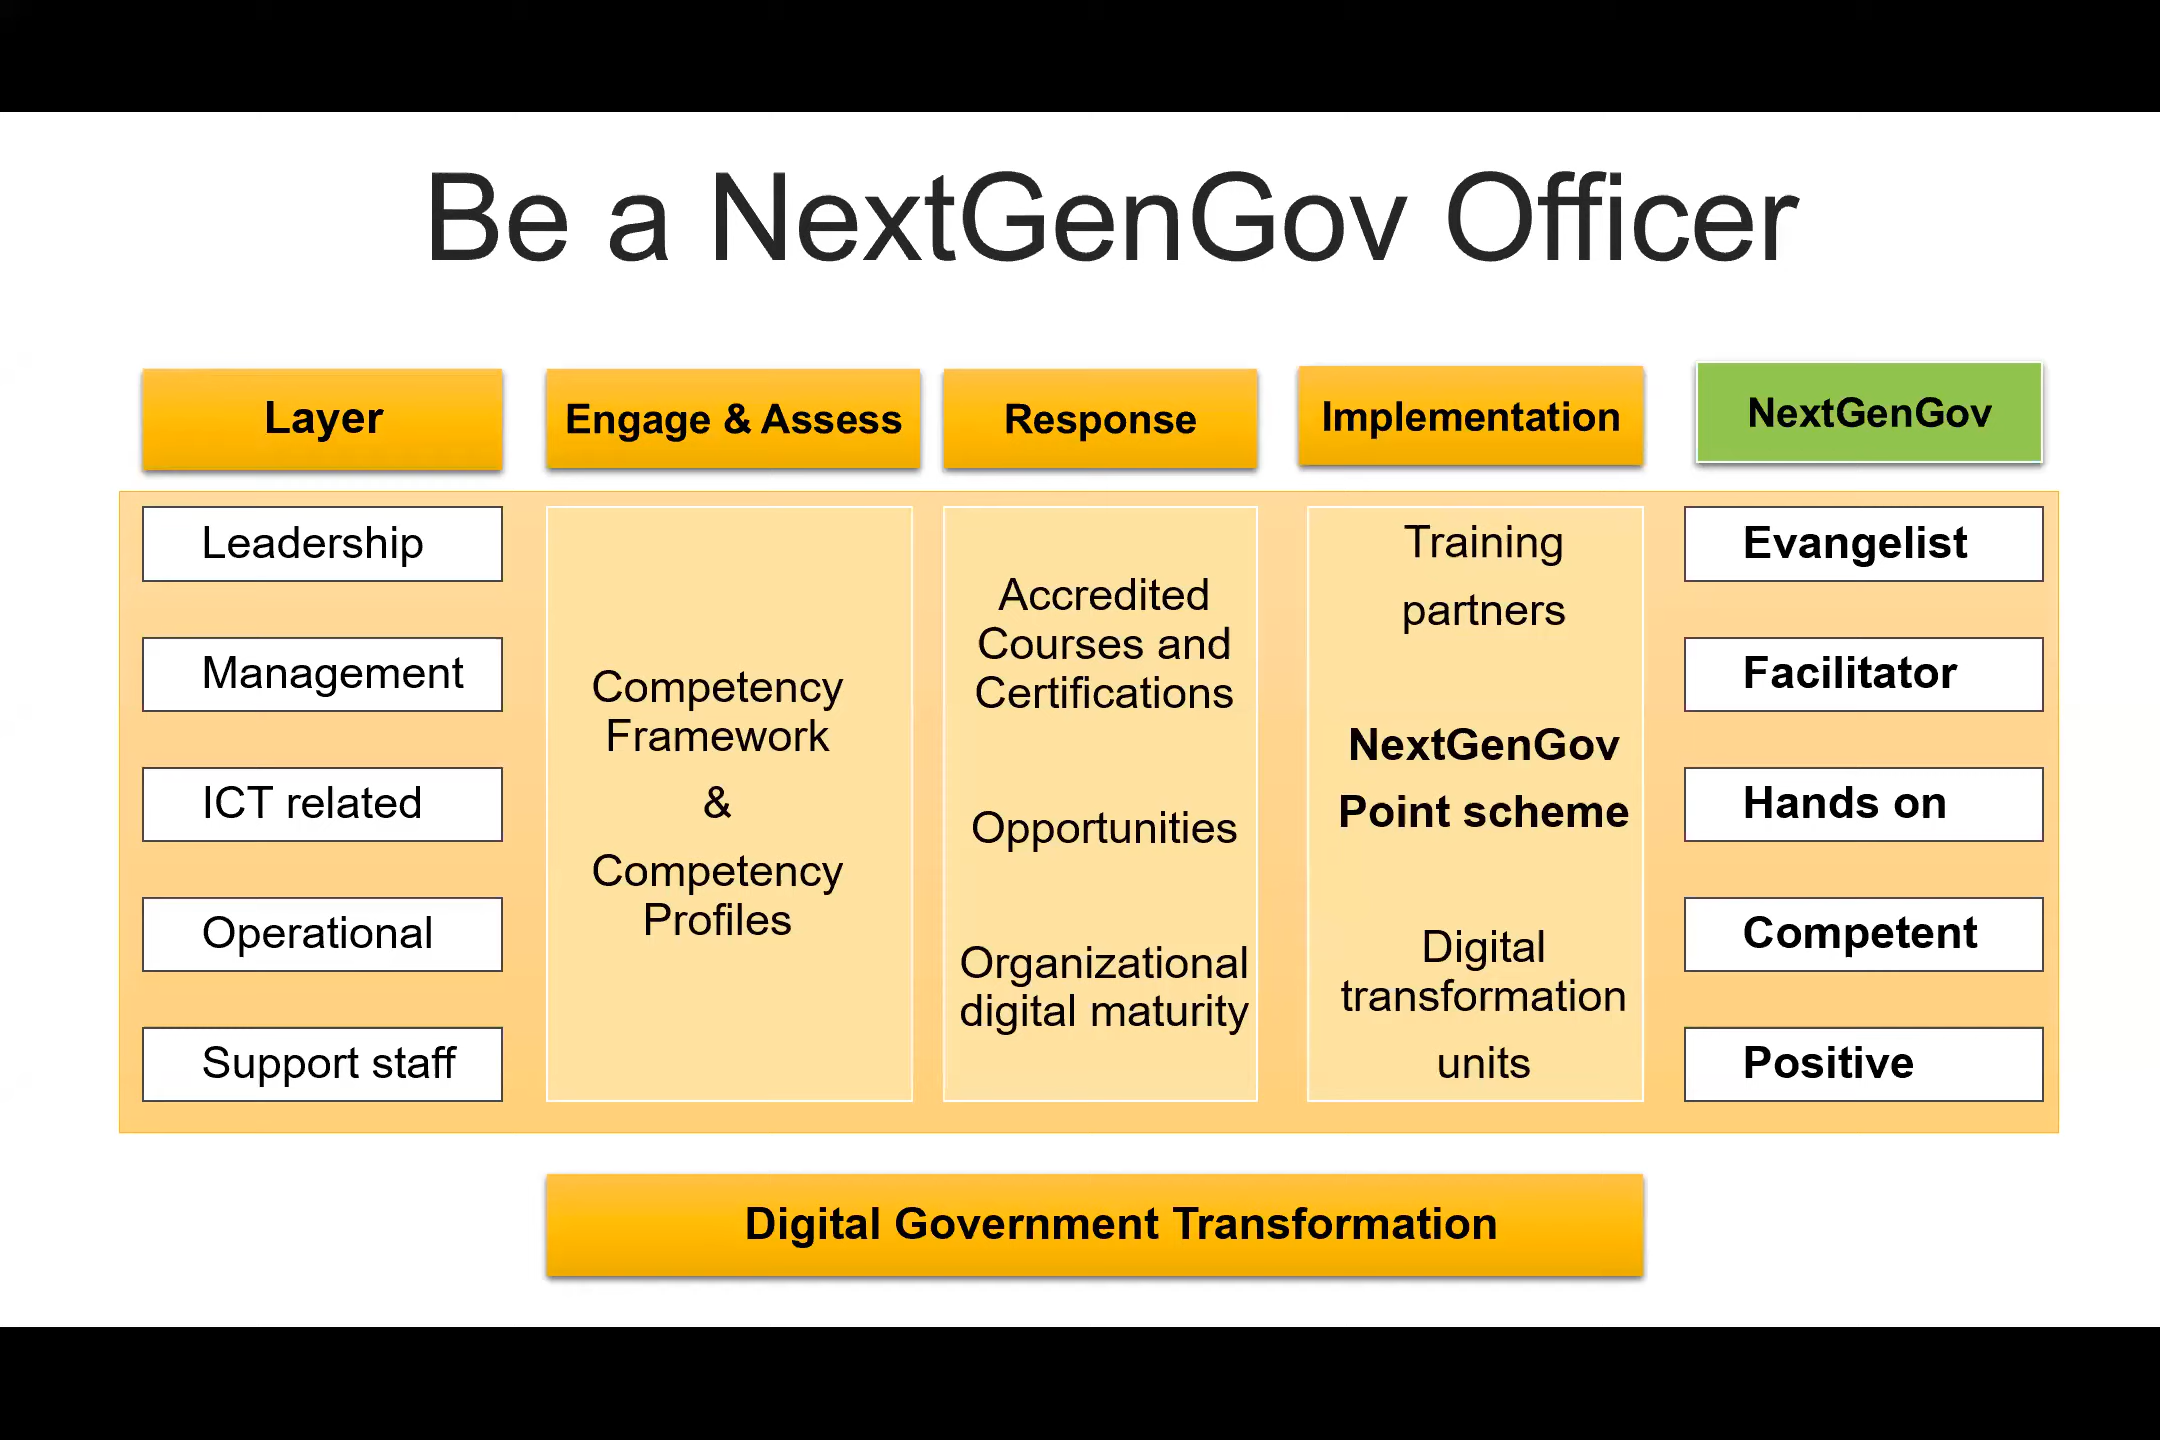 Be a NextGenGov Officer
Layer
Engage & Assess
Response
Implementation
NextGenGov
Leadership
Management
ICT related
Operational
Support staff
Competency
Framework
&
Competency
Profiles
Accredited
Courses and
Certifications
Opportunities
Organizational
digital maturity
Training
partners
NextGenGov
Point scheme
Digital
transformation
units
Evangelist
Facilitator
Hands on
Competent
Positive
Digital Government Transformation